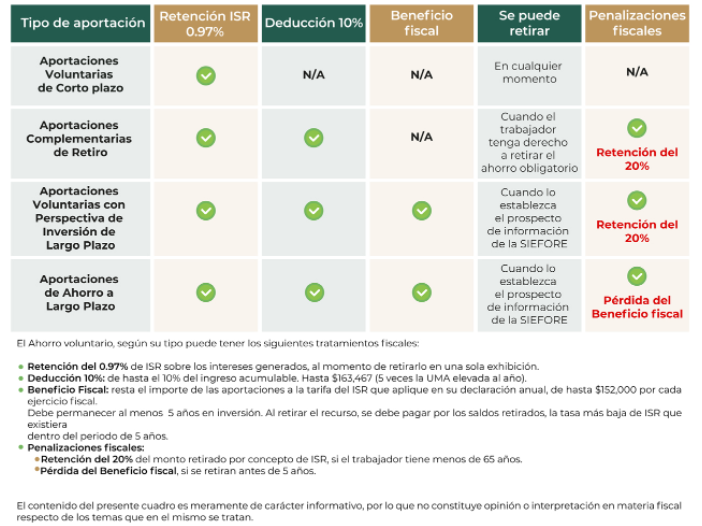 Tipo de aportación
Retención ISR
0.97%
Deducción 10%
Beneficio
fiscal
Se puede
retirar
Penalizaciones
fiscales
Aportaciones
Voluntarias
de Corto plazo
N/A
N/A
En cualquier
momento
N/A
Aportaciones
Complementarias
de Retiro
N/A
Cuando el
trabajador
tenga derecho
a retirar el
ahorro obligatorio
Retención del
20%
Aportaciones
Voluntarias con
Perspectiva de
Inversión de
Largo Plazo
Cuando lo
establezca
el prospecto
de información
de la SIEFORE
Retención del
20%
Aportaciones
de Ahorro a
Largo Plazo
Cuando lo
establezca
el prospecto
de información
de la SIEFORE
Pérdida del
Beneficio fiscal
El Ahorro voluntario, según su tipo puede tener los siguientes tratamientos fiscales:
Retención del 0.97% de ISR sobre los intereses generados, al momento de retirarlo en una sola exhibición.
Deducción 10%: de hasta el 10% del ingreso acumulable. Hasta $163,467 (5 veces la UMA elevada al año).
Beneficio Fiscal: resta el importe de las aportaciones a la tarifa del ISR que aplique en su declaración anual, de hasta $152,000 por cada
ejercicio fiscal.
Debe permanecer al menos 5 años en inversión. Al retirar el recurso, se debe pagar por los saldos retirados, la tasa más baja de ISR que
existiera
dentro del periodo de 5 años.
Penalizaciones fiscales:
Retención del 20% del monto retirado por concepto de ISR, si el trabajador tiene menos de 65 años.
Pérdida del Beneficio fiscal, si se retiran antes de 5 años.
El contenido del presente cuadro es meramente de carácter informativo, por lo que no constituye opinión o interpretación en materia fiscal
respecto de los temas que en el mismo se tratan.